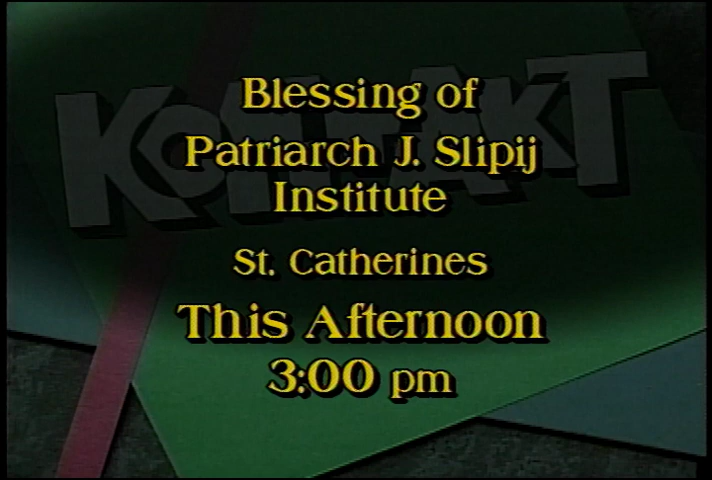 KONTAKT
Blessing of
Patriarch J. Slipij
Institute
St. Catherines
This Afternoon
3:00 pm